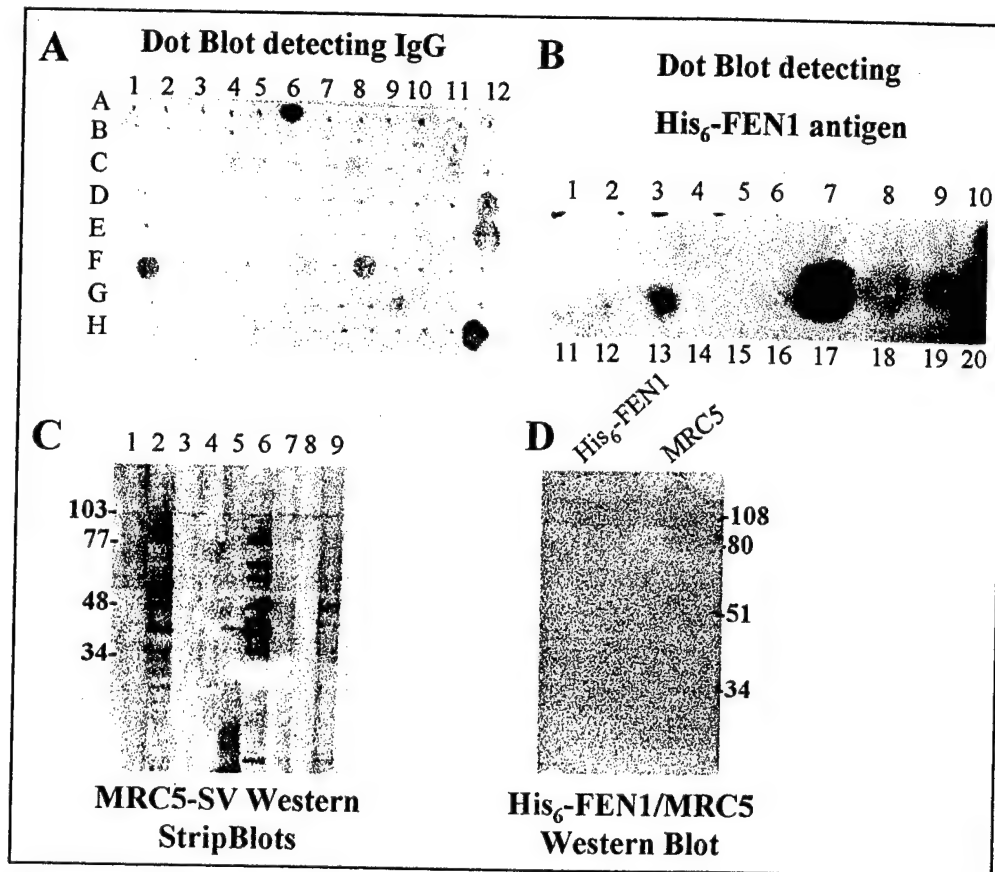 A
Dot Blot detecting IgG
1 2 3 4 5 6 7 8 9 10 11 12
A
B
C
D
E
F
G
H
B
Dot Blot detecting
His₆-FEN1 antigen
1 2 3 4 5 6 7 8 9 10
11 12 13 14 15 16 17 18 19 20
C
1 2 3 4 5 6 7 8 9
103-
77-
48-
34-
MRC5-SV Western
StripBlots
D
His₆-FEN1 MRC5
-108
-80
-51
-34
His₆-FEN1/MRC5
Western Blot